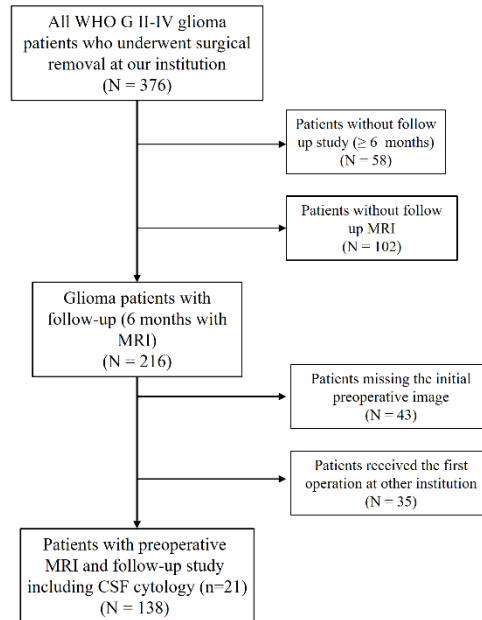 All WHO G II-IV glioma
patients who underwent surgical
removal at our institution
(N = 376)
Patients without follow
up study (≥ 6 months)
(N = 58)
Patients without follow
up MRI
(N = 102)
Glioma patients with
follow-up (6 months with
MRI)
(N = 216)
Patients missing the initial
preoperative image
(N = 43)
Patients received the first
operation at other institution
(N = 35)
Patients with preoperative
MRI and follow-up study
including CSF cytology (n=21)
(N = 138)